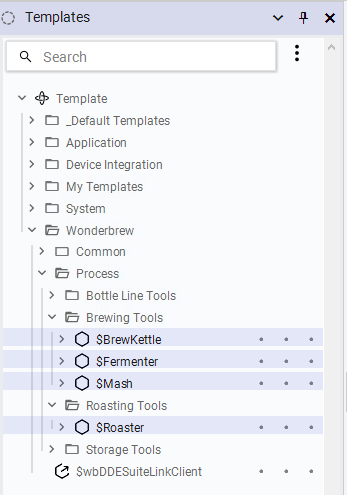 Templates
Search
Template
_Default Templates
Application
Device Integration
My Templates
System
Wonderbrew
Common
Process
Bottle Line Tools
Brewing Tools
$BrewKettle
$Fermenter
$Mash
Roasting Tools
$Roaster
Storage Tools
$wbDDESuiteLinkClient